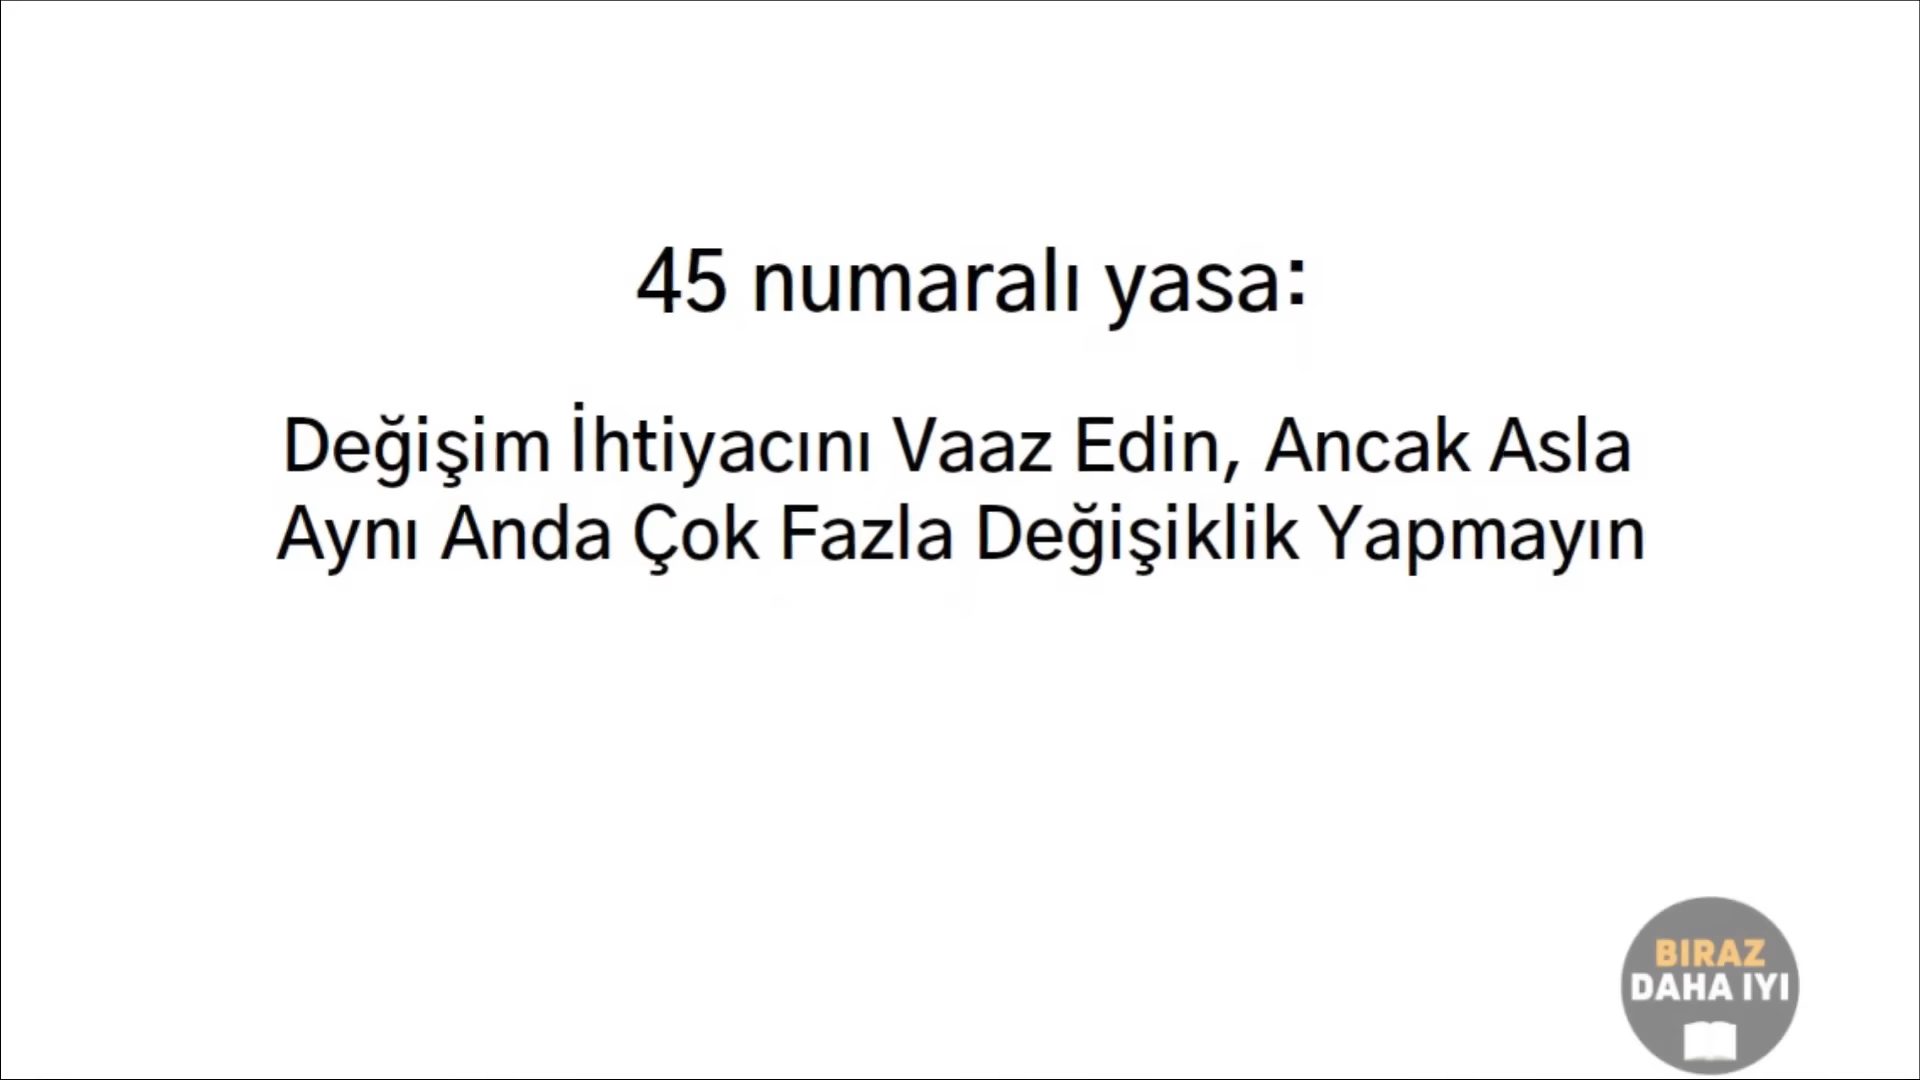 45 numaralı yasa:
Değişim İhtiyacını Vaaz Edin, Ancak Asla
Aynı Anda Çok Fazla Değişiklik Yapmayın
BIRAZ
DAHA IYI